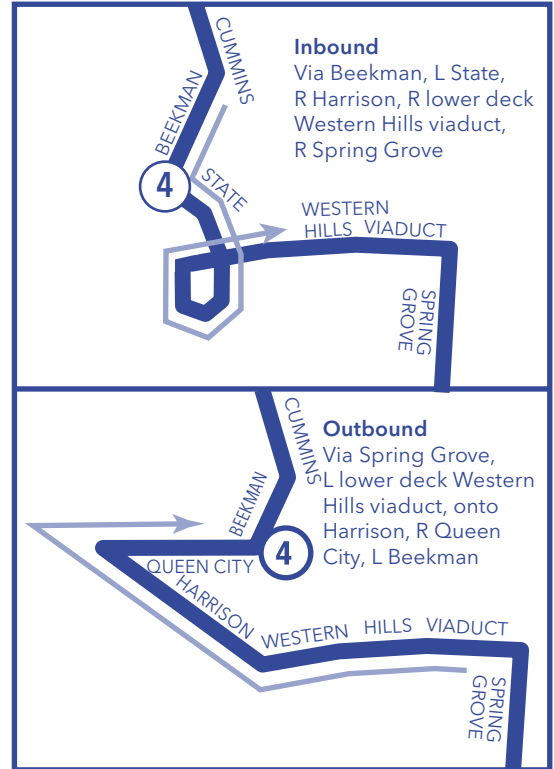 CUMMINS
Inbound
Via Beekman, L State,
R Harrison, R lower deck
Western Hills viaduct,
R Spring Grove
BEEKMAN
4
STATE
WESTERN
HILLS VIADUCT
SPRING
GROVE
CUMMINS
Outbound
Via Spring Grove,
L lower deck Western
Hills viaduct, onto
Harrison, R Queen
City, L Beekman
BEEKMAN
4
QUEEN CITY
HARRISON
WESTERN HILLS VIADUCT
SPRING
GROVE